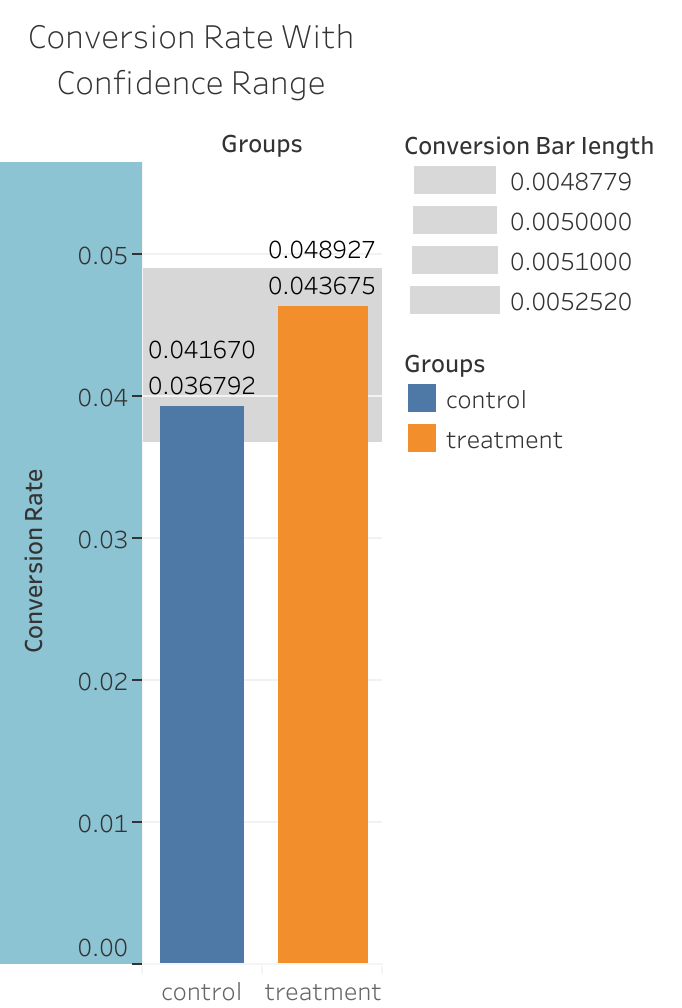 Conversion Rate With
Confidence Range
Groups
Conversion Rate
0.05
0.04
0.03
0.02
0.01
0.00
0.048927
0.043675
0.041670
0.036792
control
treatment
Conversion Bar length
0.0048779
0.0050000
0.0051000
0.0052520
Groups
control
treatment